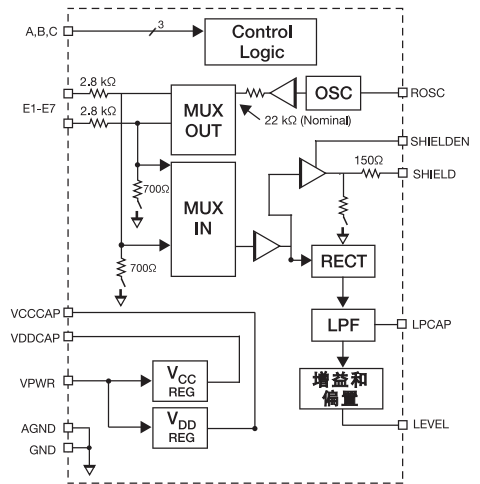 A,B,C
3
Control
Logic
2.8 kΩ
E1-E7
2.8 kΩ
MUX
OUT
OSC
ROSC
22 kΩ (Nominal)
SHIELDEN
150Ω
SHIELD
700Ω
MUX
IN
700Ω
RECT
VCCCAP
VDDCAP
LPF
LPCAP
VPWR
VCC
REG
增益和
偏置
VDD
REG
AGND
GND
LEVEL